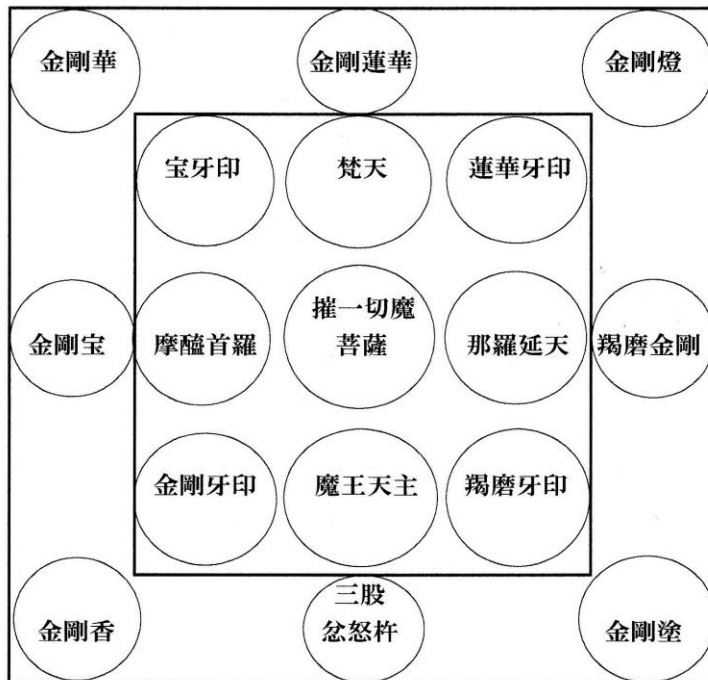 金剛華
金剛蓮華
金剛燈
宝牙印
梵天
蓮華牙印
金剛宝
摩醯首羅
摧一切魔
菩薩
那羅延天
羯磨金剛
金剛牙印
魔王天主
羯磨牙印
金剛香
三股
忿怒杵
金剛塗